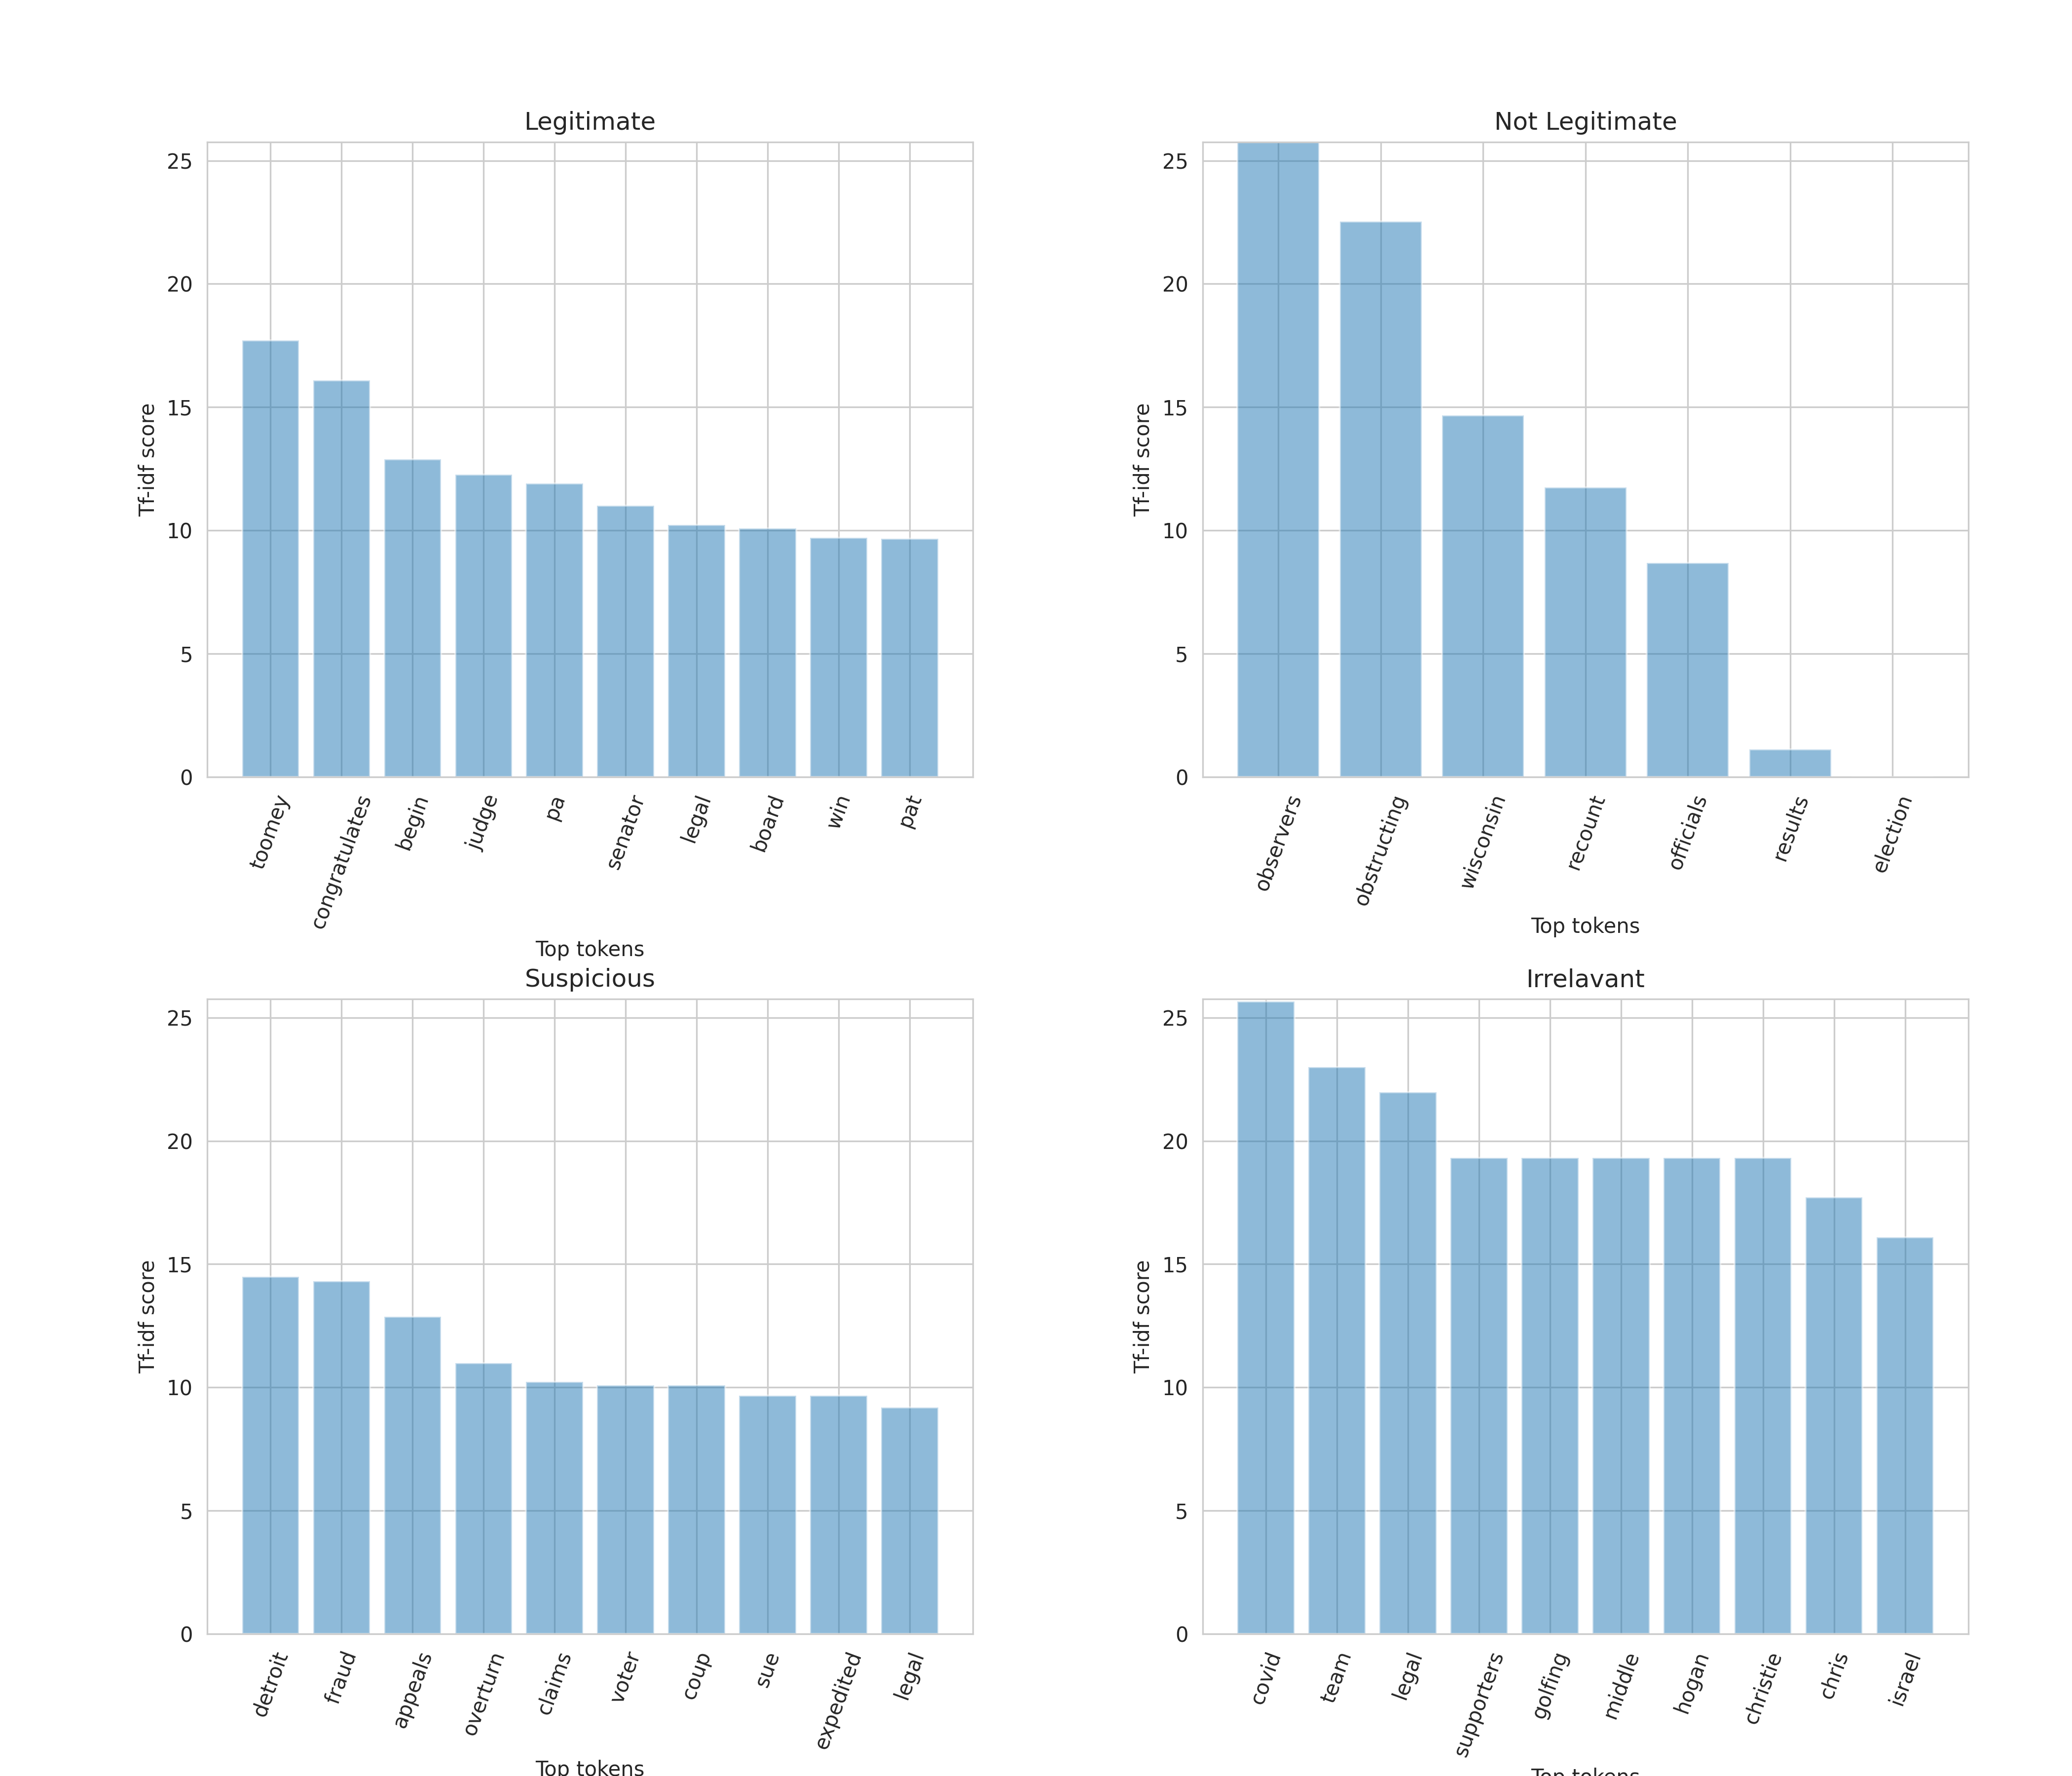 Legitimate
Tf-idf score
25
20
15
10
5
0
toomey
congratulates
begin
judge
pa
senator
legal
board
win
pat
Top tokens
Not Legitimate
Tf-idf score
25
20
15
10
5
0
observers
obstructing
wisconsin
recount
officials
results
election
Top tokens
Suspicious
Tf-idf score
25
20
15
10
5
0
detroit
fraud
appeals
overturn
claims
voter
coup
sue
expedited
legal
Top tokens
Irrelavant
Tf-idf score
25
20
15
10
5
0
covid
team
legal
supporters
golfing
middle
hogan
christie
chris
israel
Top tokens